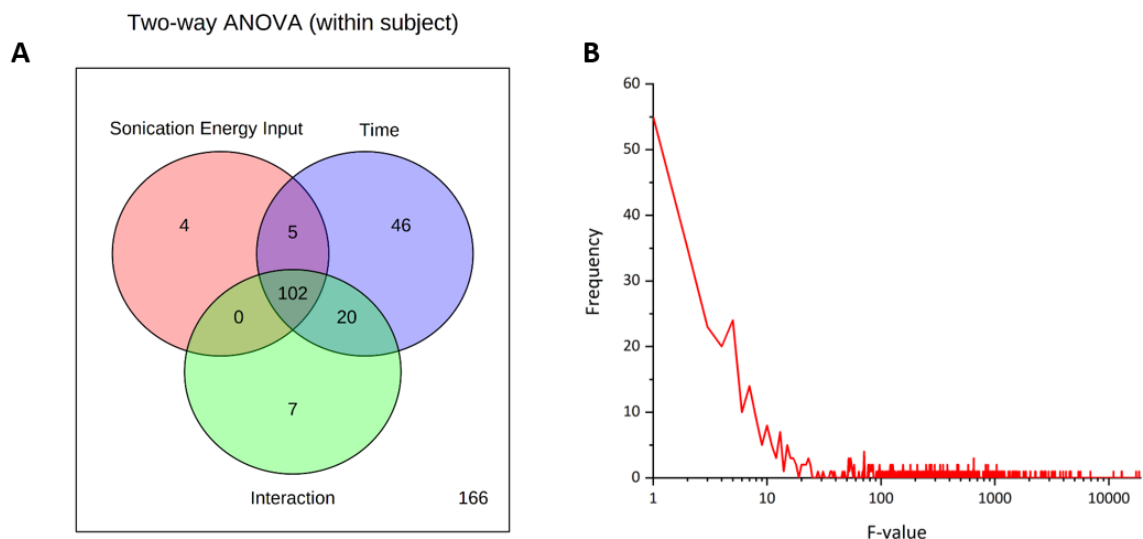 Two-way ANOVA (within subject)
A
B
Sonication Energy Input
Time
4
5
46
102
0
20
7
Interaction
166
60
50
40
30
20
10
0
Frequency
1
10
100
1000
10000
F-value